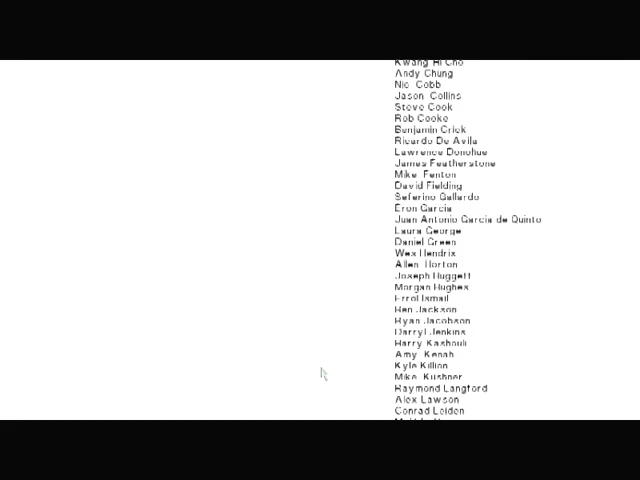 Kwang Hi Cho
Andy Chung
Nic Cobb
Jason Collins
Steve Cook
Rob Cooke
Benjamin Crick
Ricardo De Avila
Lawrence Donohue
James Featherstone
Mike Fenton
David Fielding
Seferino Gallardo
Eron Garcia
Juan Antonio Garcia de Quinto
Laura George
Daniel Green
Wes Hendrix
Allen Horton
Joseph Huggett
Morgan Hughes
Errol Ismail
Ben Jackson
Ryan Jacobson
Darryl Jenkins
Harry Kashouli
Amy Kenah
Kyle Killion
Mike Kushner
Raymond Langford
Alex Lawson
Conrad Leiden